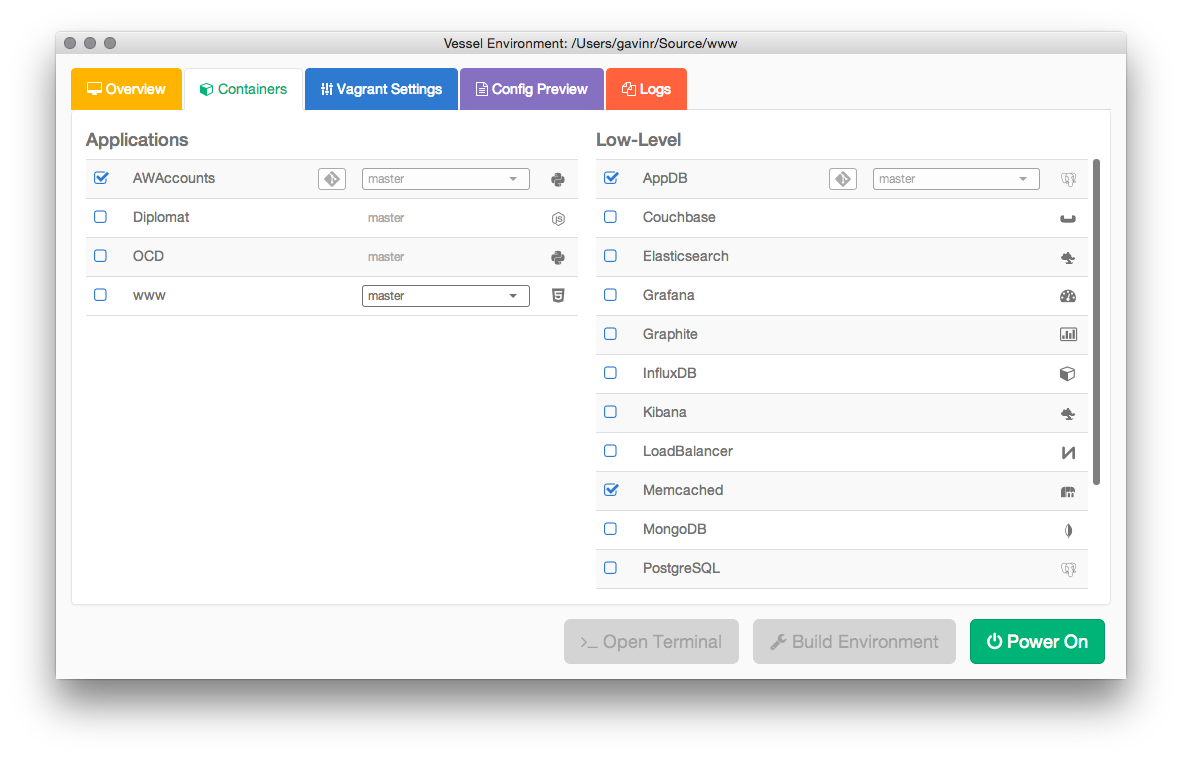 Vessel Environment: /Users/gavinr/Source/www
Overview
Containers
Vagrant Settings
Config Preview
Logs
Applications
AWAccounts
master
Diplomat
master
OCD
master
www
master
Low-Level
AppDB
master
Couchbase
Elasticsearch
Grafana
Graphite
InfluxDB
Kibana
LoadBalancer
Memcached
MongoDB
PostgreSQL
>_ Open Terminal
Build Environment
Power On